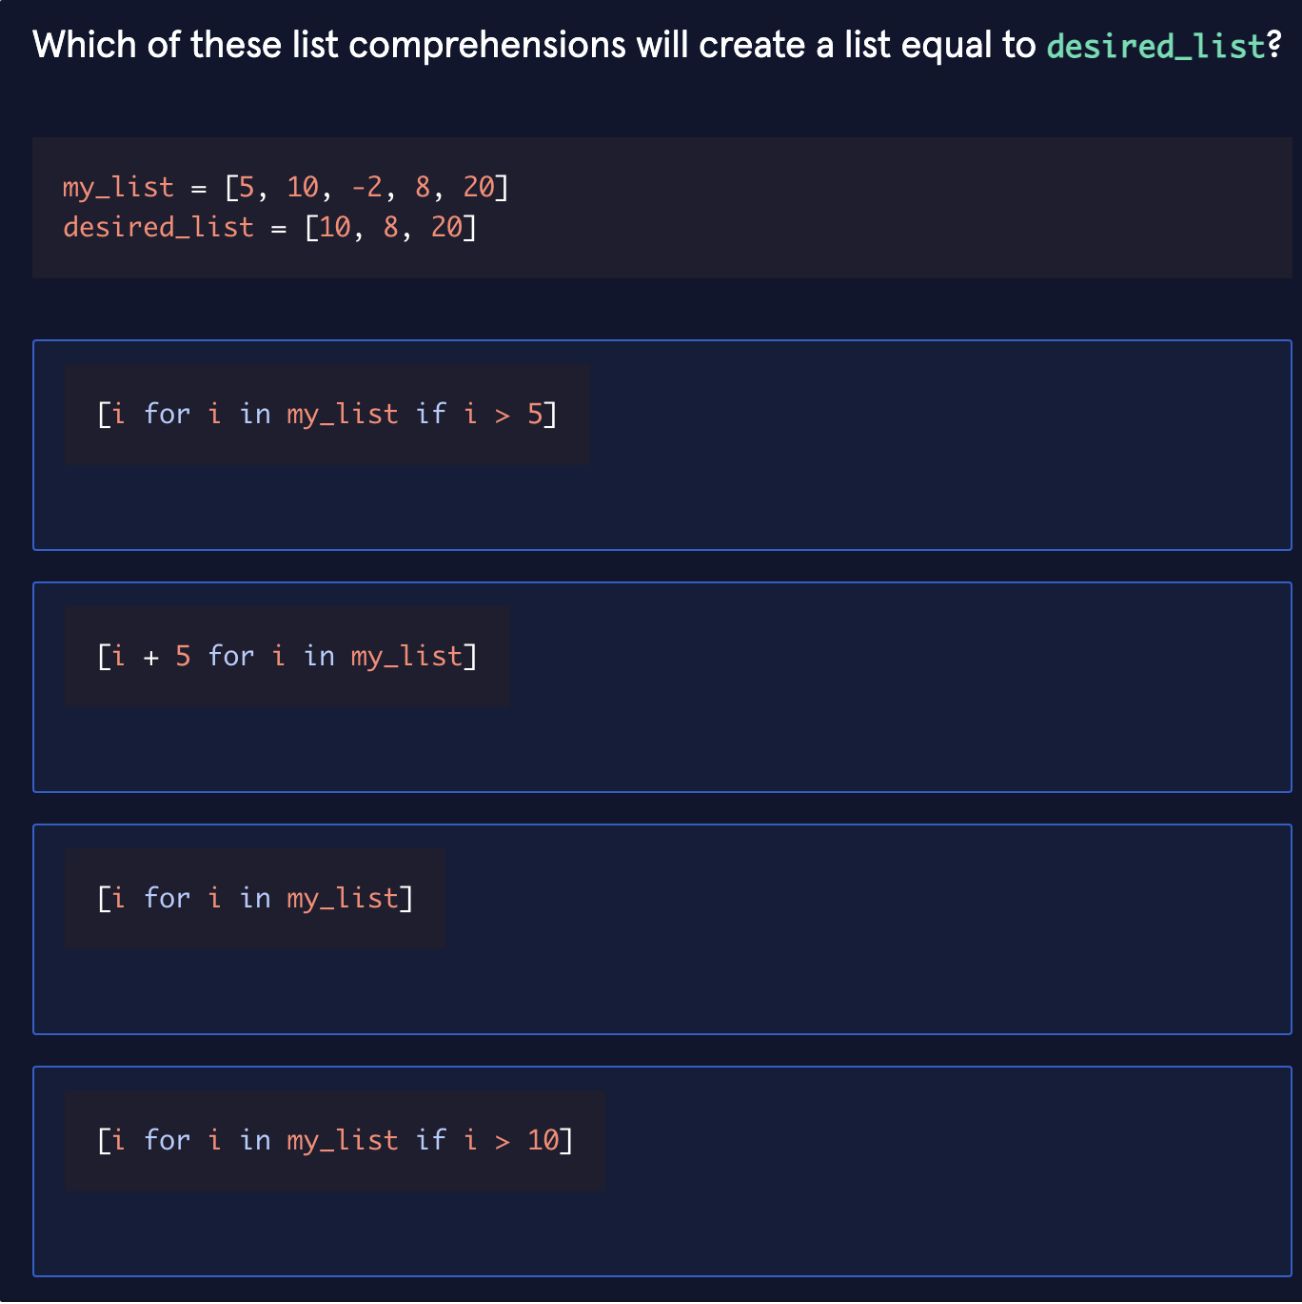 Which of these list comprehensions will create a list equal to desired_list?
my_list = [5, 10, -2, 8, 20]
desired_list = [10, 8, 20]
[i for i in my_list if i > 5]
[i + 5 for i in my_list]
[i for i in my_list]
[i for i in my_list if i > 10]